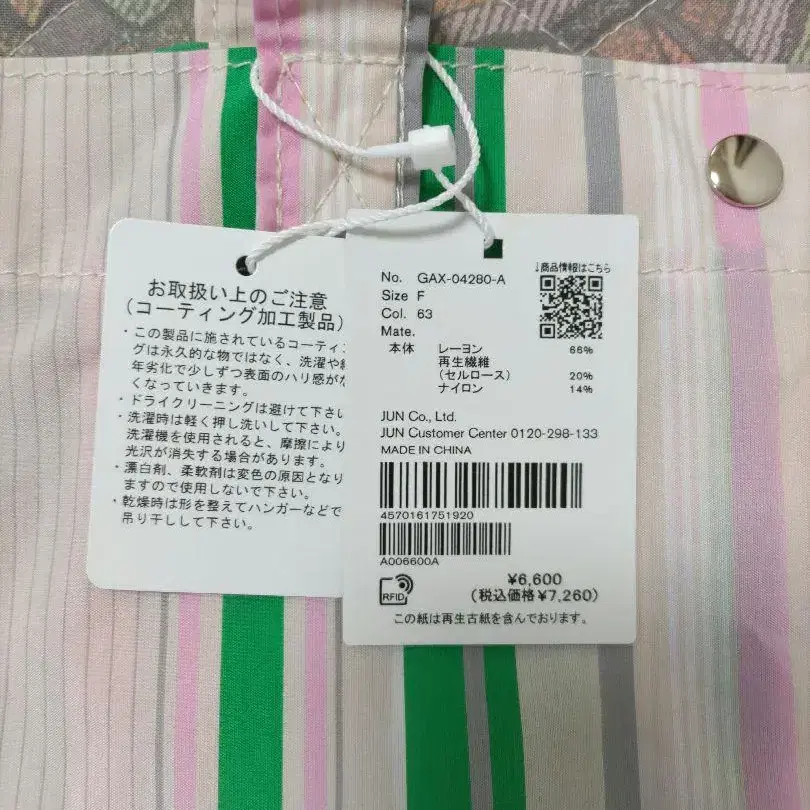 お取扱い上のご注意
(コーティング加工製品)
・この製品に施されているコーティ
グは永久的な物ではなく、洗濯や
年劣化で少しずつ表面のハリ感が
くなっていきます。
・ドライクリーニングは避けて下さい
・洗濯時は軽く押し洗いして下さい。
洗濯機を使用されると、摩擦により
光沢が消失する場合があります。
・漂白剤、柔軟剤は変色の原因となり
ますので使用しないで下さい。
・乾燥時は形を整えてハンガーなどで
吊り干しして下さい。
No. GAX-04280-A
Size F
Col. 63
Mate.
↓商品情報はこちら
本体 レーヨン 66%
再生繊維
(セルロース) 20%
ナイロン 14%
JUN Co., Ltd.
JUN Customer Center 0120-298-133
MADE IN CHINA
4570161751920
A006600A
RFID
¥6,600
(税込価格¥7,260)
この紙は再生古紙を含んでおります。